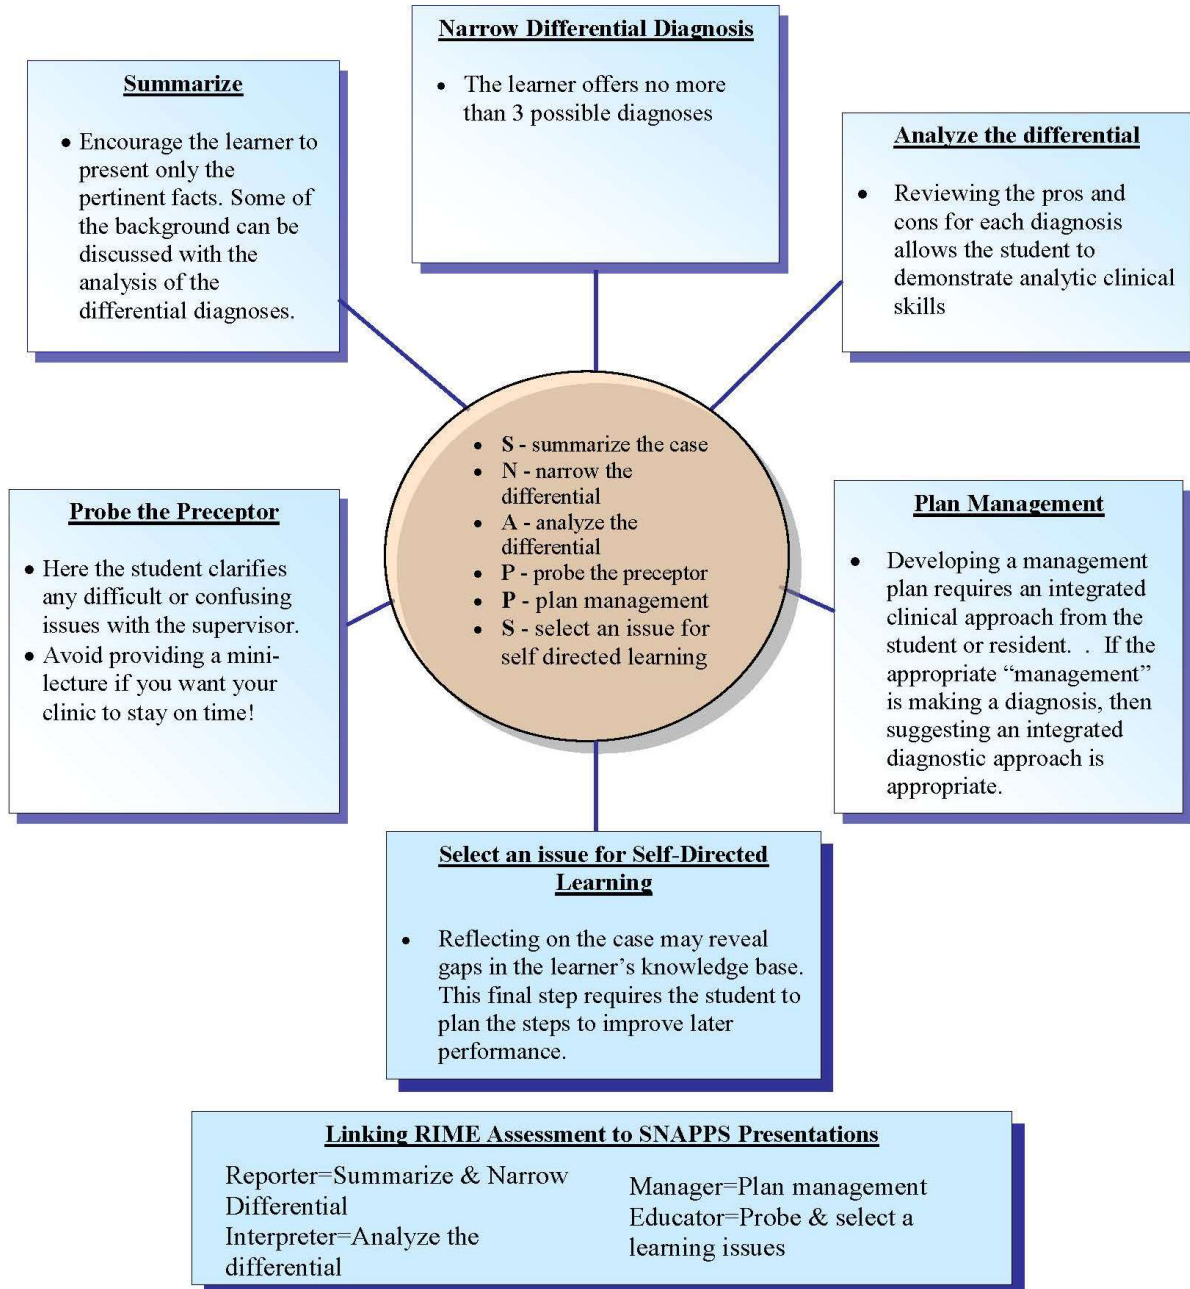 Narrow Differential Diagnosis
• The learner offers no more
than 3 possible diagnoses
Summarize
• Encourage the learner to
present only the
pertinent facts. Some of
the background can be
discussed with the
analysis of the
differential diagnoses.
Analyze the differential
• Reviewing the pros and
cons for each diagnosis
allows the student to
demonstrate analytic clinical
skills
• S - summarize the case
• N - narrow the
differential
• A - analyze the
differential
• P - probe the preceptor
• P - plan management
• S - select an issue for
self directed learning
Probe the Preceptor
• Here the student clarifies
any difficult or confusing
issues with the supervisor.
• Avoid providing a mini-
lecture if you want your
clinic to stay on time!
Plan Management
• Developing a management
plan requires an integrated
clinical approach from the
student or resident. . If the
appropriate “management”
is making a diagnosis, then
suggesting an integrated
diagnostic approach is
appropriate.
Select an issue for Self-Directed
Learning
• Reflecting on the case may reveal
gaps in the learner’s knowledge base.
This final step requires the student to
plan the steps to improve later
performance.
Linking RIME Assessment to SNAPPS Presentations
Reporter=Summarize & Narrow
Differential
Interpreter=Analyze the
differential
Manager=Plan management
Educator=Probe & select a
learning issues